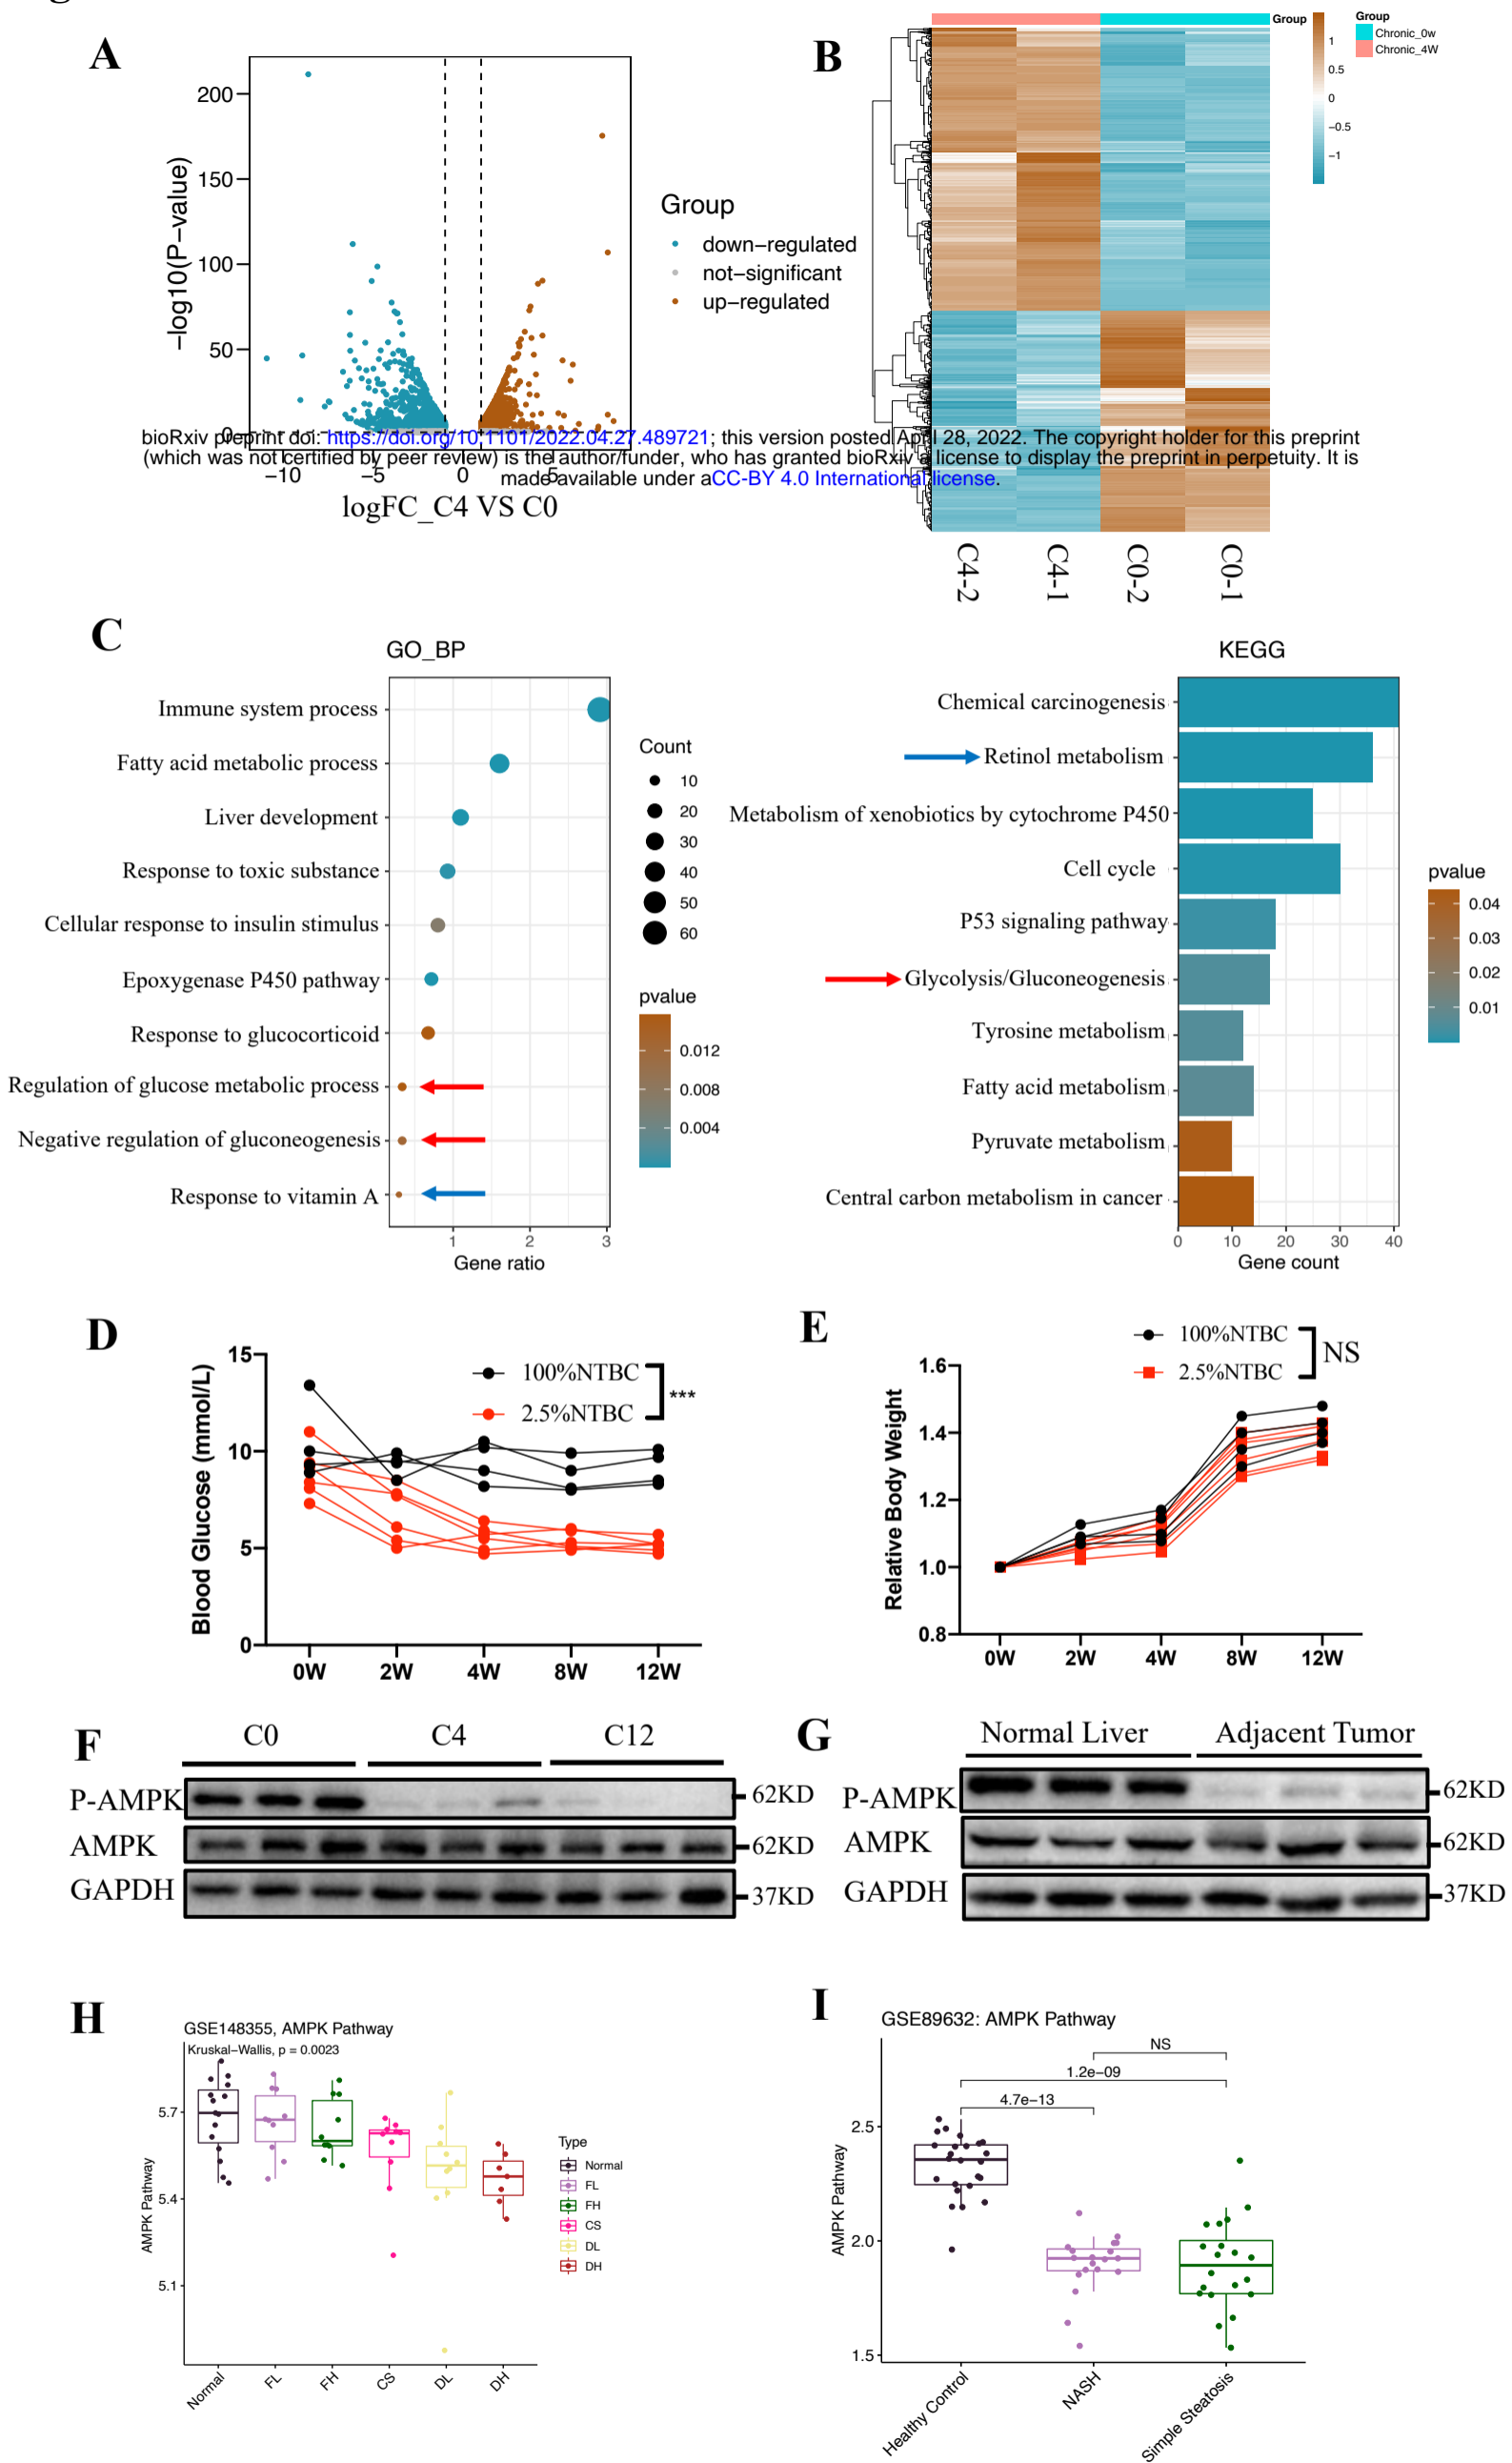 A
200
150
100
50
0
−10
−5
0
5
−log10(P−value)
logFC_C4 VS C0
Group
down−regulated
not−significant
up−regulated
B
Group
1
0.5
0
−0.5
−1
Group
Chronic_0w
Chronic_4W
C4-2
C4-1
C0-2
C0-1
bioRxiv preprint doi: https://doi.org/10.1101/2022.04.27.489721; this version posted April 28, 2022. The copyright holder for this preprint
(which was not certified by peer review) is the author/funder, who has granted bioRxiv a license to display the preprint in perpetuity. It is
made available under aCC-BY 4.0 International license.
C
GO_BP
Immune system process
Fatty acid metabolic process
Liver development
Response to toxic substance
Cellular response to insulin stimulus
Epoxygenase P450 pathway
Response to glucocorticoid
Regulation of glucose metabolic process
Negative regulation of gluconeogenesis
Response to vitamin A
1
2
3
Gene ratio
Count
10
20
30
40
50
60
pvalue
0.012
0.008
0.004
KEGG
Chemical carcinogenesis
Retinol metabolism
Metabolism of xenobiotics by cytochrome P450
Cell cycle
P53 signaling pathway
Glycolysis/Gluconeogenesis
Tyrosine metabolism
Fatty acid metabolism
Pyruvate metabolism
Central carbon metabolism in cancer
0
10
20
30
40
Gene count
pvalue
0.04
0.03
0.02
0.01
D
15
10
5
0
Blood Glucose (mmol/L)
100%NTBC
2.5%NTBC
***
0W
2W
4W
8W
12W
E
1.6
1.4
1.2
1.0
0.8
Relative Body Weight
100%NTBC
2.5%NTBC
NS
0W
2W
4W
8W
12W
F
C0
C4
C12
P-AMPK
62KD
AMPK
62KD
GAPDH
37KD
G
Normal Liver
Adjacent Tumor
P-AMPK
62KD
AMPK
62KD
GAPDH
37KD
H
GSE148355, AMPK Pathway
Kruskal−Wallis, p = 0.0023
5.7
5.4
5.1
AMPK Pathway
Normal
FL
FH
CS
DL
DH
Type
Normal
FL
FH
CS
DL
DH
I
GSE89632: AMPK Pathway
NS
1.2e−09
4.7e−13
2.5
2.0
1.5
AMPK Pathway
Healthy Control
NASH
Simple Steatosis